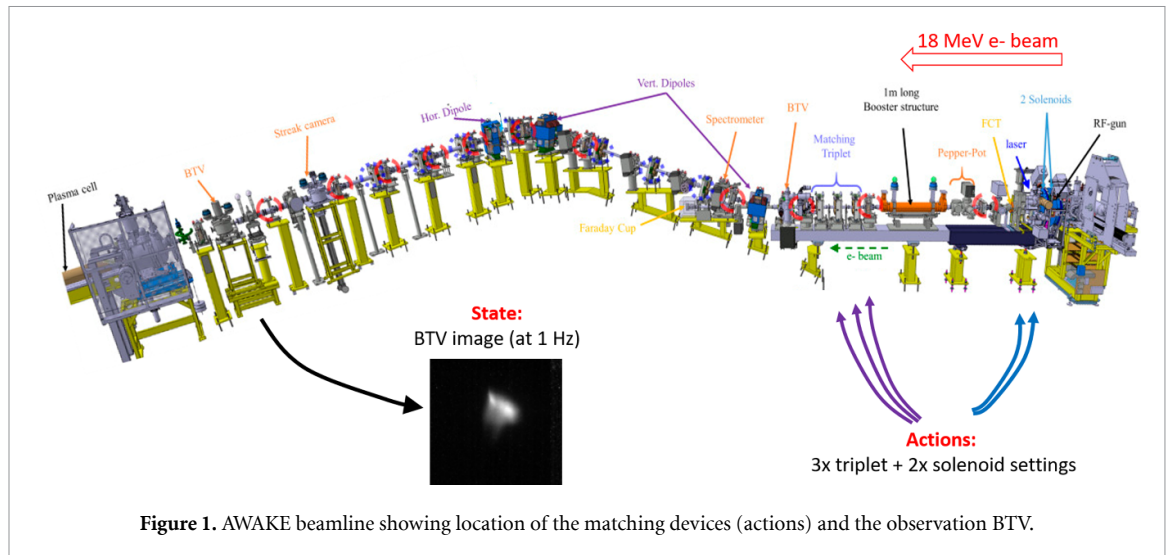 18 MeV e- beam
Vert. Dipoles
Hor. Dipole
1m long
Booster structure
2 Solenoids
BTV
Spectrometer
FCT
RF-gun
Streak camera
Matching
Triplet
laser
Pepper-Pot
BTV
Plasma cell
Faraday Cup
e- beam
State:
BTV image (at 1 Hz)
Actions:
3x triplet + 2x solenoid settings
Figure 1. AWAKE beamline showing location of the matching devices (actions) and the observation BTV.